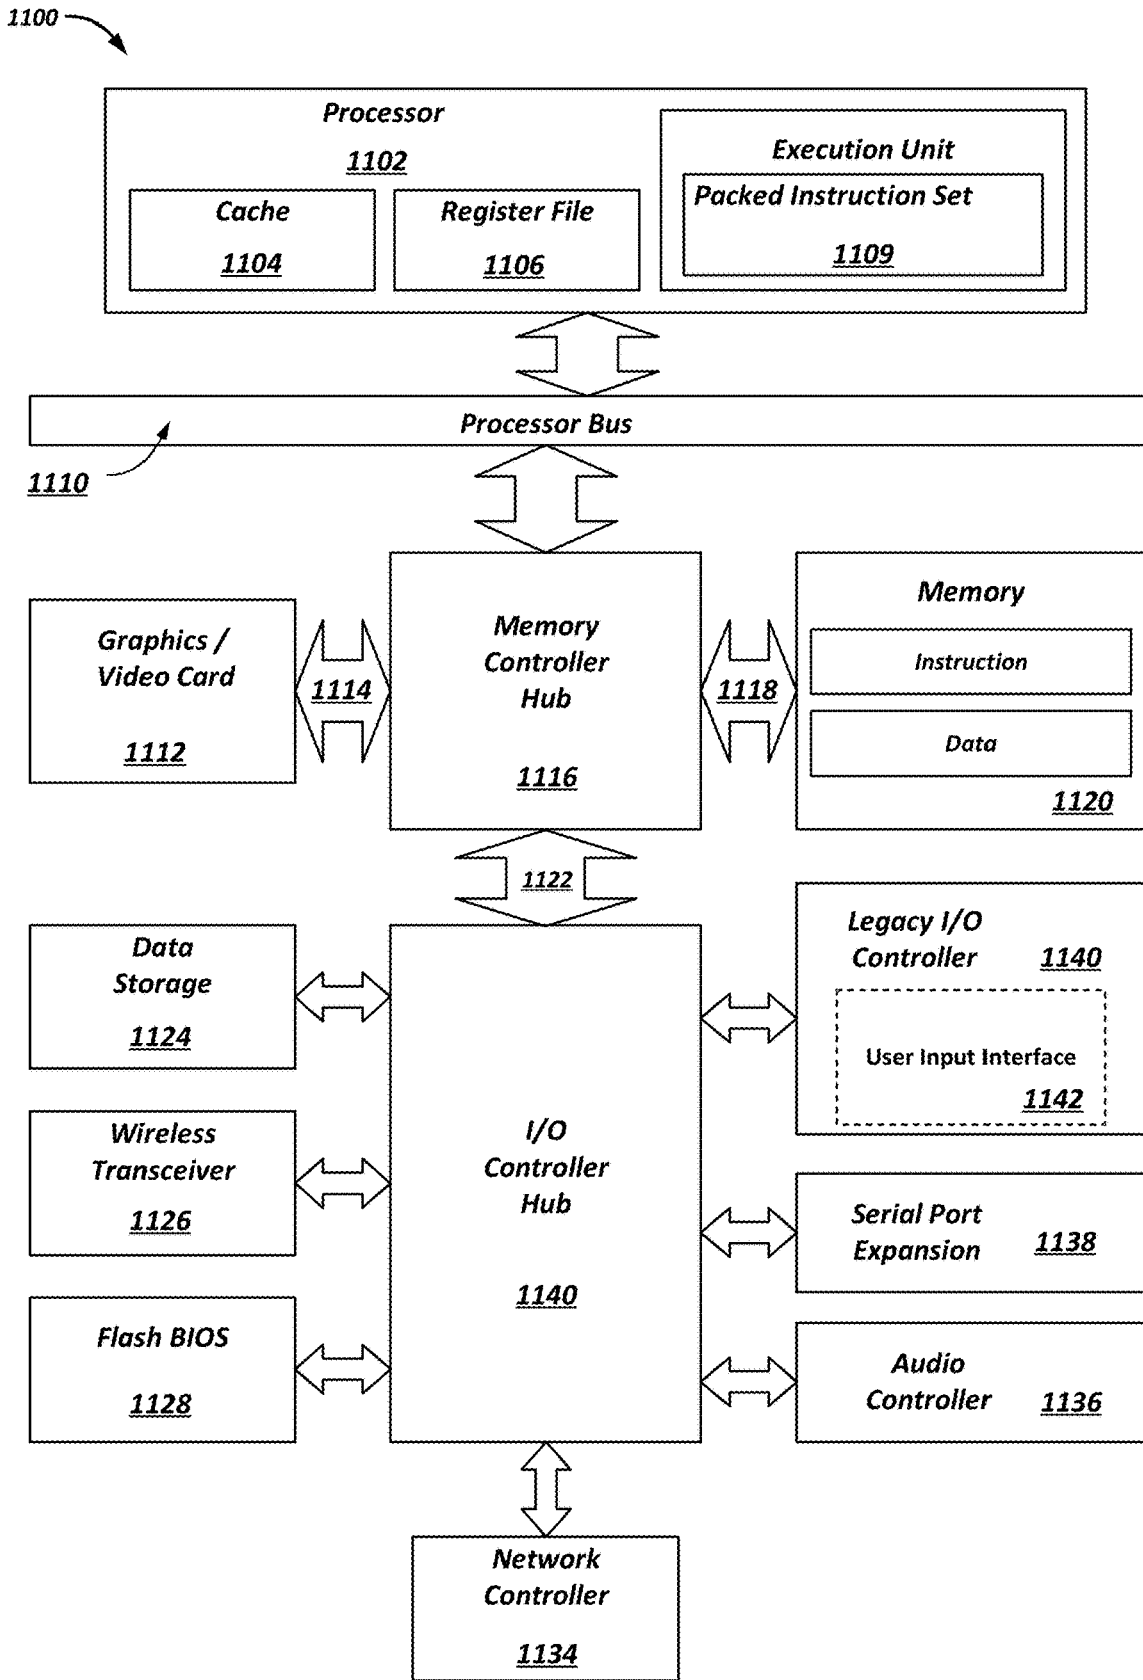 1100
Processor
1102
Cache
1104
Register File
1106
Execution Unit
Packed Instruction Set
1109
Processor Bus
1110
Graphics /
Video Card
1112
1114
Memory
Controller
Hub
1116
1118
Memory
Instruction
Data
1120
1122
Data
Storage
1124
Wireless
Transceiver
1126
Flash BIOS
1128
I/O
Controller
Hub
1140
Legacy I/O
Controller 1140
User Input Interface
1142
Serial Port
Expansion 1138
Audio
Controller 1136
Network
Controller
1134